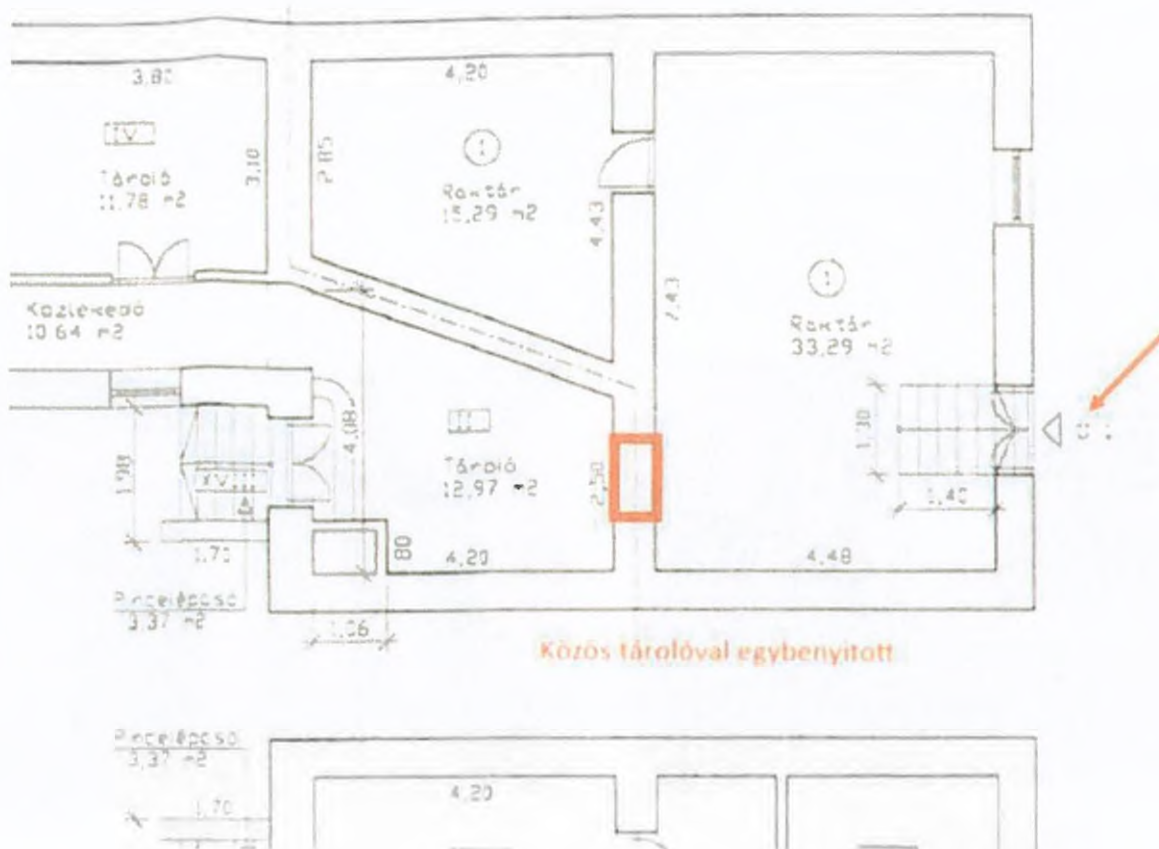 3,80
4,20
IV
3,10
2,85
1
Tároló
11,78 m2
Raktár
15,29 m2
4,43
7,43
1
Raktár
33,29 m2
Közlekedő
10.64 m2
1,98
4,08
1,30
XV
Tároló
12,97 m2
2,50
1,40
1,70
80
4,20
4,48
Pincelépcső
3,37 m2
1,06
Közös tárolóval egybenyitott
Pincelépcső
3,37 m2
4,20
1,70